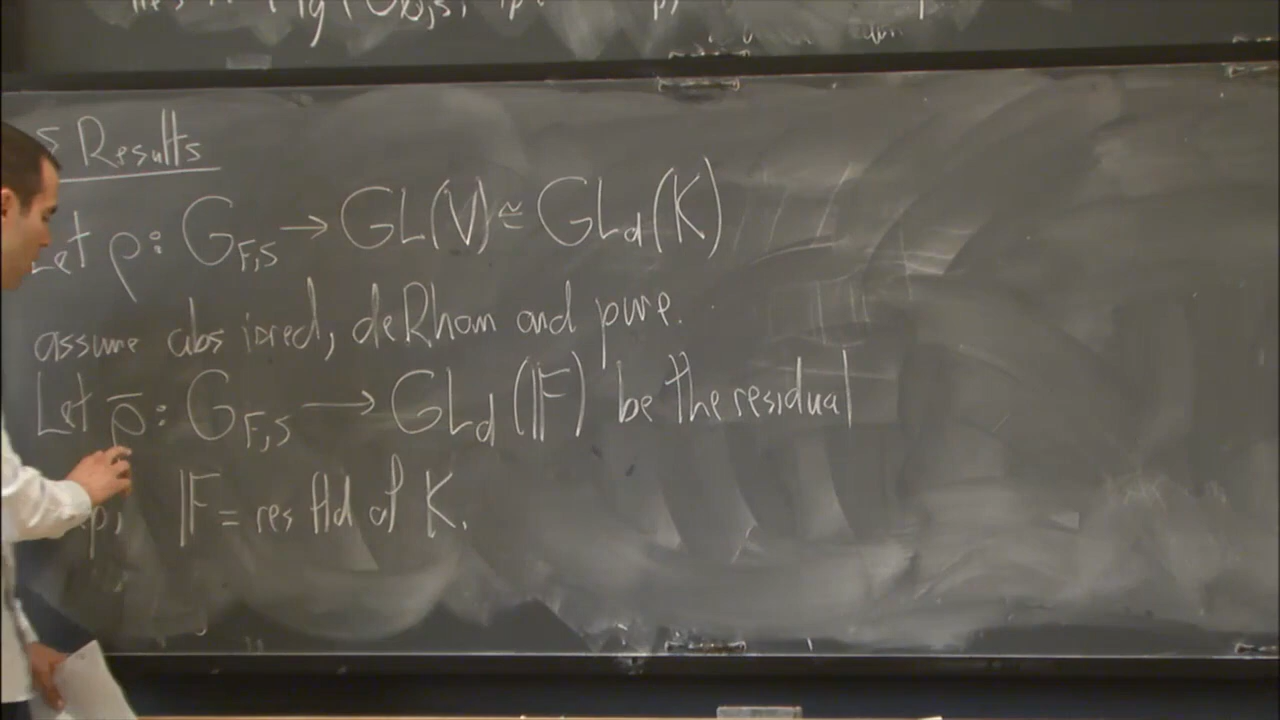 § Results
Let ρ: G_{F,S} → GL(V) ≅ GL_d(K)
assume abs irred, deRham and pure.
Let ρ̄: G_{F,S} → GL_d(𝔽) be the residual
𝔽 = res fld of K.